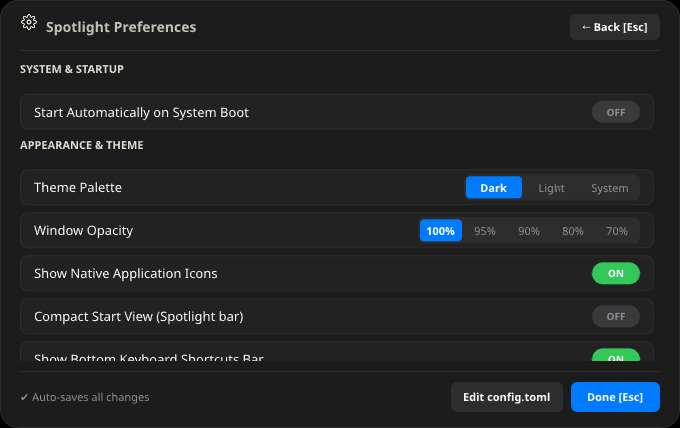 Spotlight Preferences
← Back [Esc]
SYSTEM & STARTUP
Start Automatically on System Boot
OFF
APPEARANCE & THEME
Theme Palette
Dark Light System
Window Opacity
100% 95% 90% 80% 70%
Show Native Application Icons
ON
Compact Start View (Spotlight bar)
OFF
Show Bottom Keyboard Shortcuts Bar
ON
✔ Auto-saves all changes
Edit config.toml
Done [Esc]